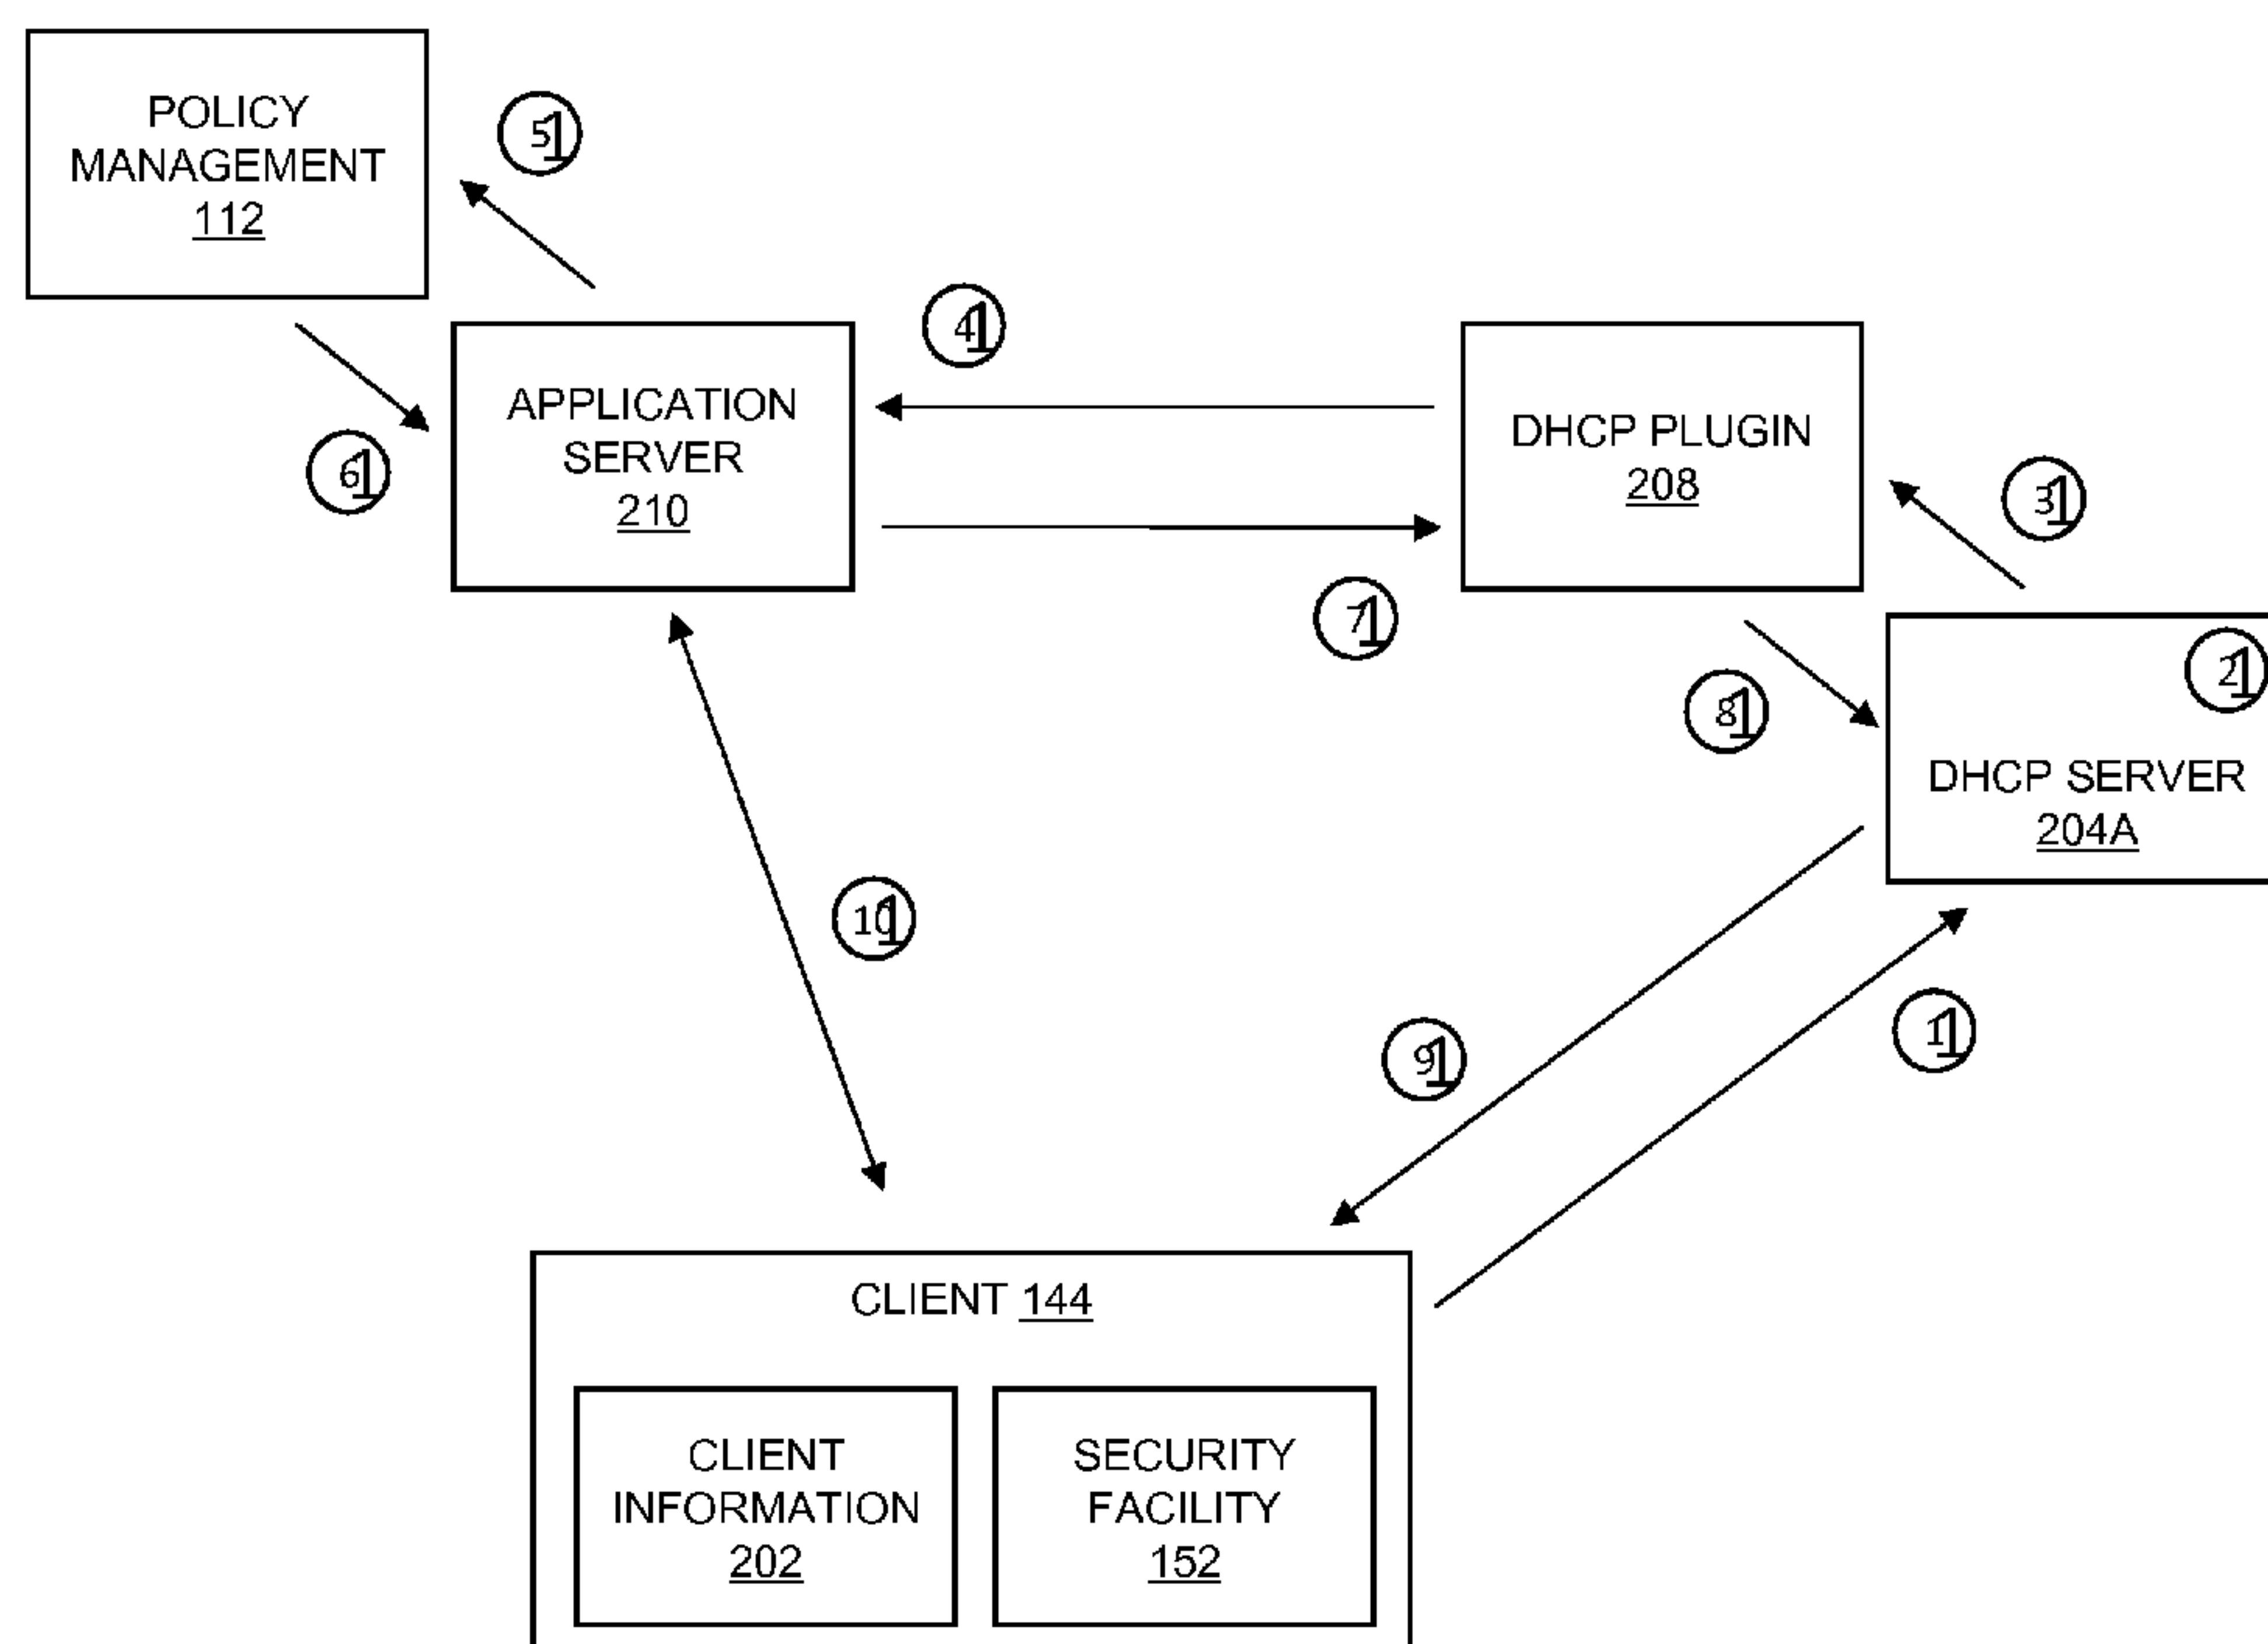 POLICY
MANAGEMENT
112
5
6
APPLICATION
SERVER
210
4
7
DHCP PLUGIN
208
3
8
2
DHCP SERVER
204A
10
9
1
CLIENT 144
CLIENT
INFORMATION
202
SECURITY
FACILITY
152